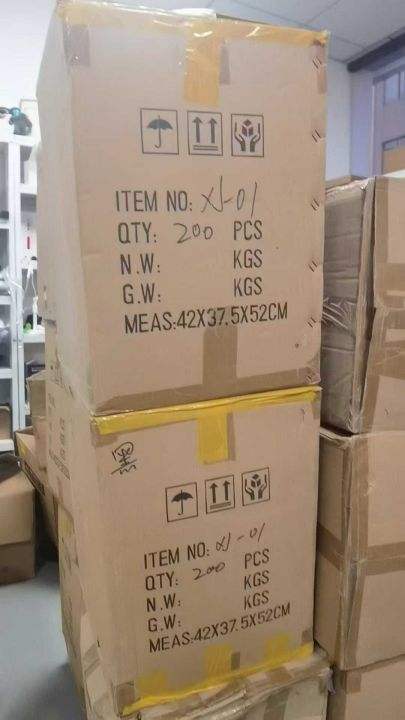 ITEM NO: XJ-01
QTY: 200 PCS
N.W: KGS
G.W: KGS
MEAS:42X37.5X52CM
黑
ITEM NO: XJ-01
QTY: 200 PCS
N.W: KGS
G.W: KGS
MEAS:42X37.5X52CM